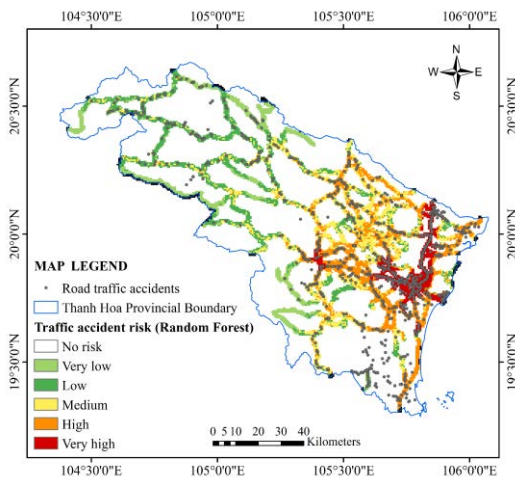 104°0'0"E 105°0'0"E 105°0'0"E 106°0'0"E
N
W E
S
20°30'0"N 20°30'0"N
20°0'0"N 20°0'0"N
19°30'0"N 19°30'0"N
MAP LEGEND
Road traffic accidents
Thanh Hoa Provincial Boundary
Traffic accident risk (Random Forest)
No risk
Very low
Low
Medium
High
Very high
0 5 10 20 30 40
Kilometers
104°30'0"E 105°0'0"E 105°30'0"E 106°0'0"E